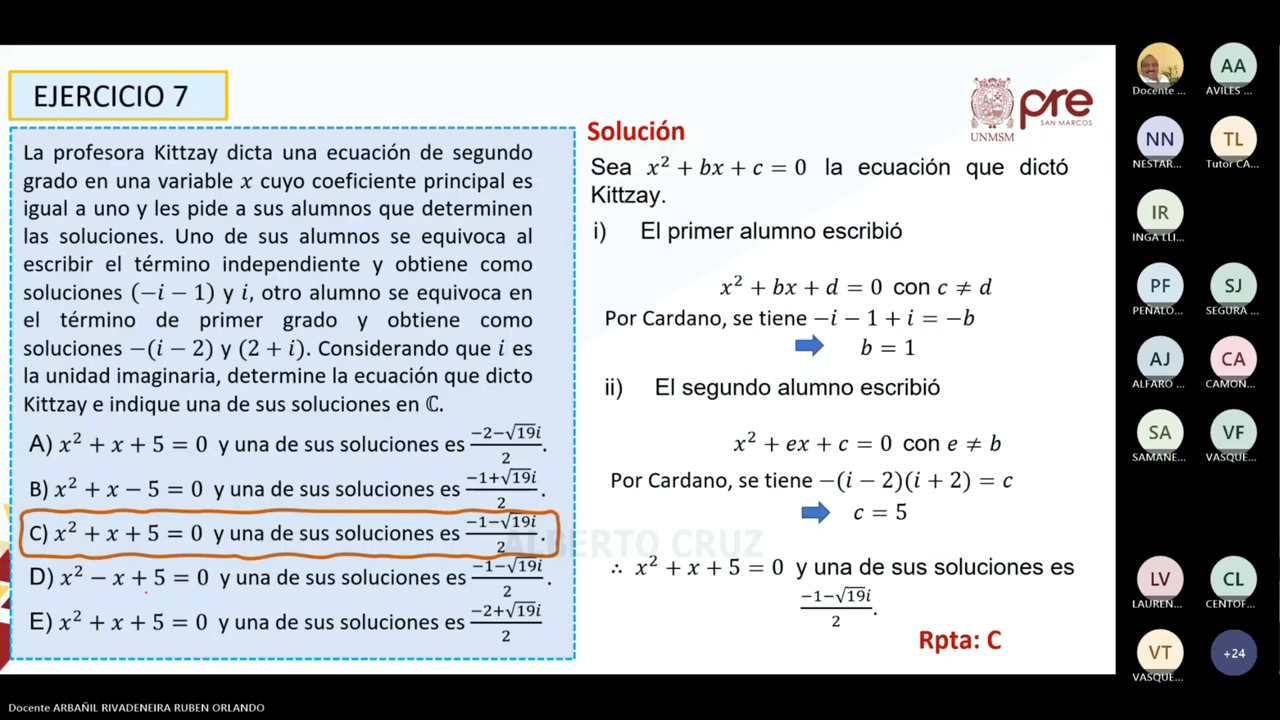 EJERCICIO 7
La profesora Kittzay dicta una ecuación de segundo
grado en una variable x cuyo coeficiente principal es
igual a uno y les pide a sus alumnos que determinen
las soluciones. Uno de sus alumnos se equivoca al
escribir el término independiente y obtiene como
soluciones (−i − 1) y i, otro alumno se equivoca en
el término de primer grado y obtiene como
soluciones −(i − 2) y (2 + i). Considerando que i es
la unidad imaginaria, determine la ecuación que dicto
Kittzay e indique una de sus soluciones en ℂ.
A) x² + x + 5 = 0 y una de sus soluciones es (−2−√19i)/2.
B) x² + x − 5 = 0 y una de sus soluciones es (−1+√19i)/2.
C) x² + x + 5 = 0 y una de sus soluciones es (−1−√19i)/2.
D) x² − x + 5 = 0 y una de sus soluciones es (−1−√19i)/2.
E) x² + x + 5 = 0 y una de sus soluciones es (−2+√19i)/2
UNMSM
pre
SAN MARCOS
Solución
Sea x² + bx + c = 0 la ecuación que dictó
Kittzay.
i) El primer alumno escribió
x² + bx + d = 0 con c ≠ d
Por Cardano, se tiene −i − 1 + i = −b
b = 1
ii) El segundo alumno escribió
x² + ex + c = 0 con e ≠ b
Por Cardano, se tiene −(i − 2)(i + 2) = c
c = 5
ALBERTO CRUZ
∴ x² + x + 5 = 0 y una de sus soluciones es
(−1−√19i)/2.
Rpta: C
Docente ...
AA
AVILES ...
NN
NESTAR...
TL
Tutor CA...
IR
INGA LLI...
PF
PEÑALO...
SJ
SEGURA ...
AJ
ALFARO ...
CA
CAMON...
SA
SAMANE...
VF
VASQUE...
LV
LAUREN...
CL
CENTOF...
VT
VASQUE...
+24
Docente ARBAÑIL RIVADENEIRA RUBEN ORLANDO